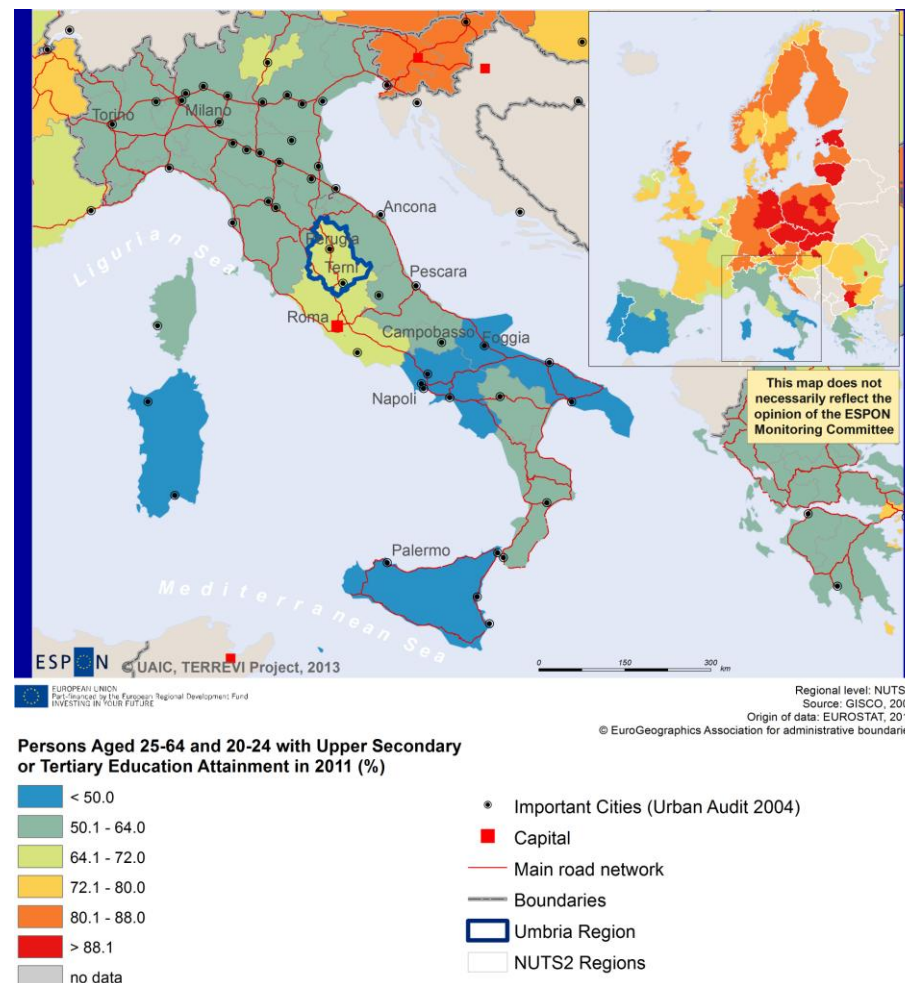 Torino
Milano
Ancona
Perugia
Terni
Pescara
Roma
Campobasso
Foggia
Napoli
Palermo
Ligurian Sea
Mediterranean Sea
This map does not
necessarily reflect the
opinion of the ESPON
Monitoring Committee
ESPON
© UAIC, TERREVI Project, 2013
0 150 300
km
EUROPEAN UNION
Part-financed by the European Regional Development Fund
INVESTING IN YOUR FUTURE
Regional level: NUTS
Source: GISCO, 200
Origin of data: EUROSTAT, 201
© EuroGeographics Association for administrative boundarie
Persons Aged 25-64 and 20-24 with Upper Secondary
or Tertiary Education Attainment in 2011 (%)
< 50.0
50.1 - 64.0
64.1 - 72.0
72.1 - 80.0
80.1 - 88.0
> 88.1
no data
Important Cities (Urban Audit 2004)
Capital
Main road network
Boundaries
Umbria Region
NUTS2 Regions